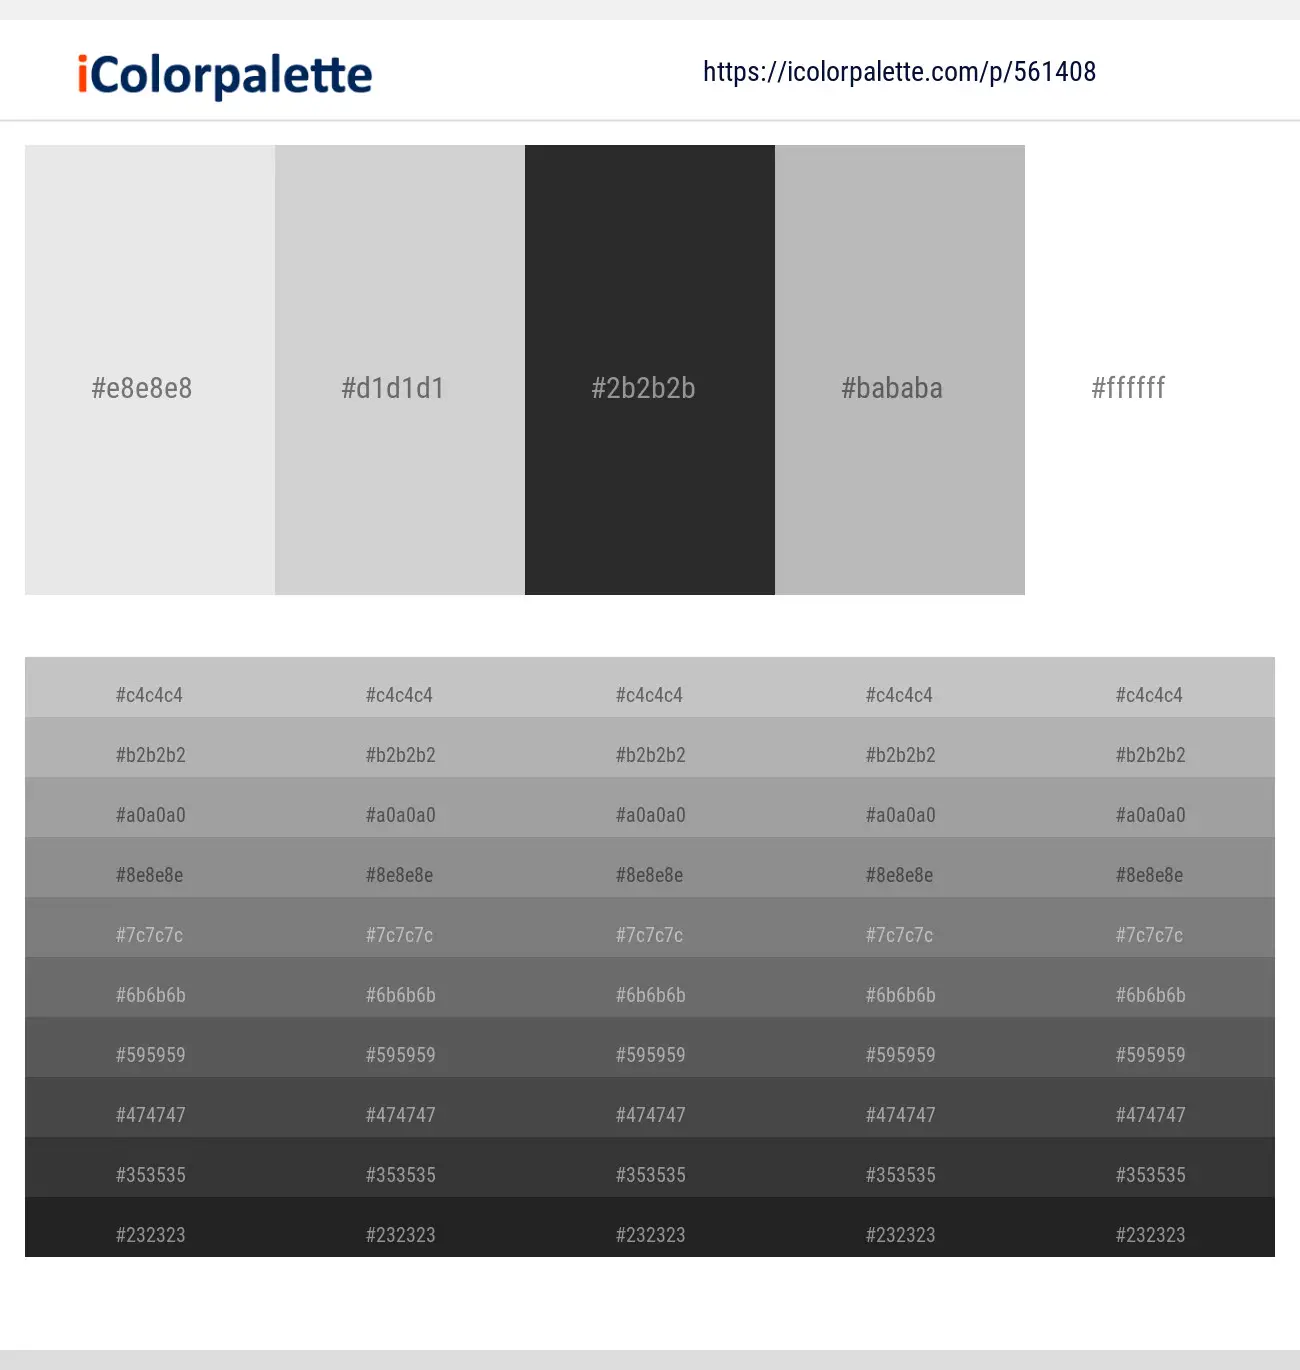 iColorpalette https://icolorpalette.com/p/561408
#e8e8e8 #d1d1d1 #2b2b2b #bababa #ffffff
#c4c4c4 #c4c4c4 #c4c4c4 #c4c4c4 #c4c4c4
#b2b2b2 #b2b2b2 #b2b2b2 #b2b2b2 #b2b2b2
#a0a0a0 #a0a0a0 #a0a0a0 #a0a0a0 #a0a0a0
#8e8e8e #8e8e8e #8e8e8e #8e8e8e #8e8e8e
#7c7c7c #7c7c7c #7c7c7c #7c7c7c #7c7c7c
#6b6b6b #6b6b6b #6b6b6b #6b6b6b #6b6b6b
#595959 #595959 #595959 #595959 #595959
#474747 #474747 #474747 #474747 #474747
#353535 #353535 #353535 #353535 #353535
#232323 #232323 #232323 #232323 #232323